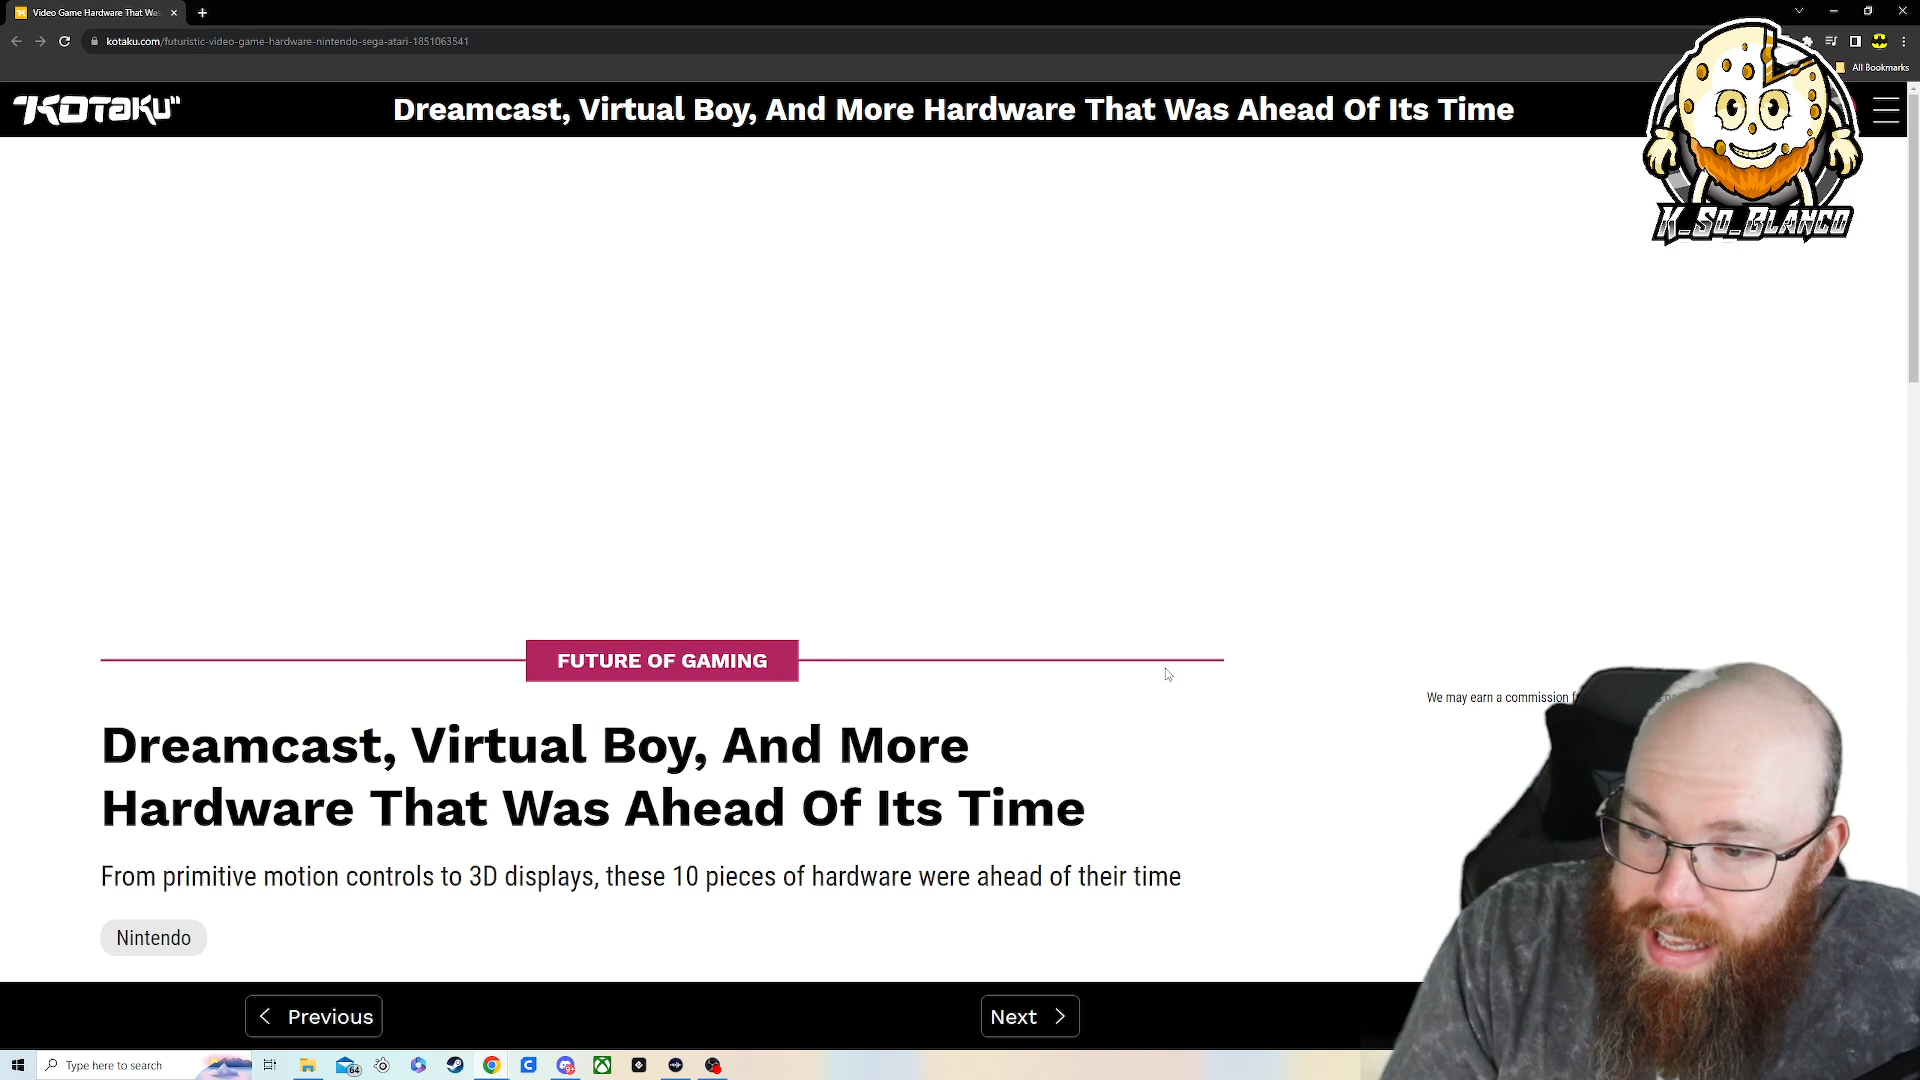 Video Game Hardware That Was
kotaku.com/futuristic-video-game-hardware-nintendo-sega-atari-1851063541
All Bookmarks
KOTAKU
Dreamcast, Virtual Boy, And More Hardware That Was Ahead Of Its Time
K_So_Blanco
FUTURE OF GAMING
We may earn a commission
Dreamcast, Virtual Boy, And More
Hardware That Was Ahead Of Its Time
From primitive motion controls to 3D displays, these 10 pieces of hardware were ahead of their time
Nintendo
Previous
Next
Type here to search
64